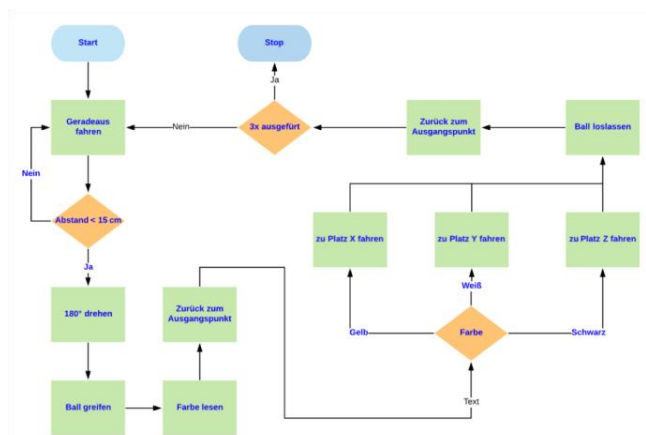 Start
Stop
Ja
Geradeaus
fahren
Nein
3x ausgefürt
Zurück zum
Ausgangspunkt
Ball loslassen
Nein
Abstand < 15 cm
Ja
zu Platz X fahren
zu Platz Y fahren
zu Platz Z fahren
180° drehen
Zurück zum
Ausgangspunkt
Weiß
Gelb
Farbe
Schwarz
Ball greifen
Farbe lesen
Text